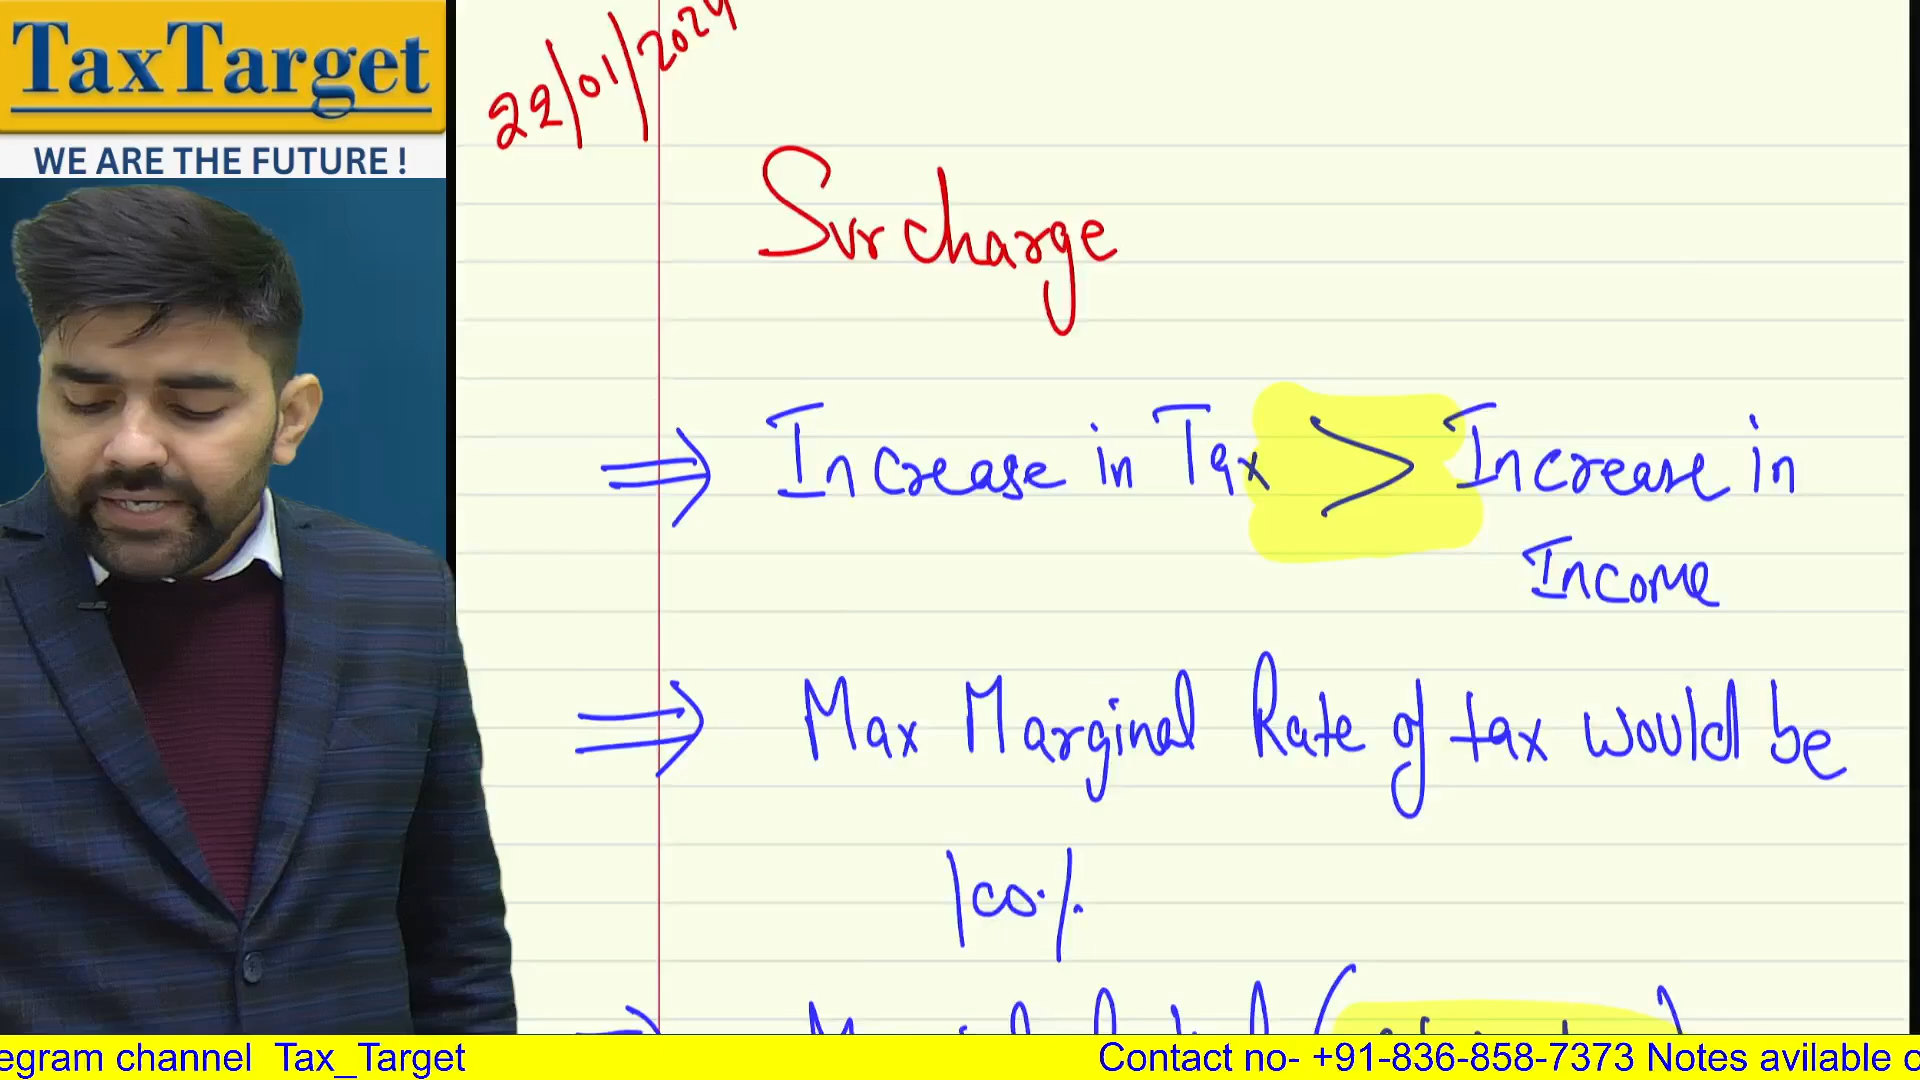 TaxTarget
WE ARE THE FUTURE !
22/01/2024
Surcharge
⇒ Increase in Tax > Increase in
Income
⇒ Max Marginal Rate of tax would be
100%
egram channel Tax_Target
Contact no- +91-836-858-7373 Notes avilable o